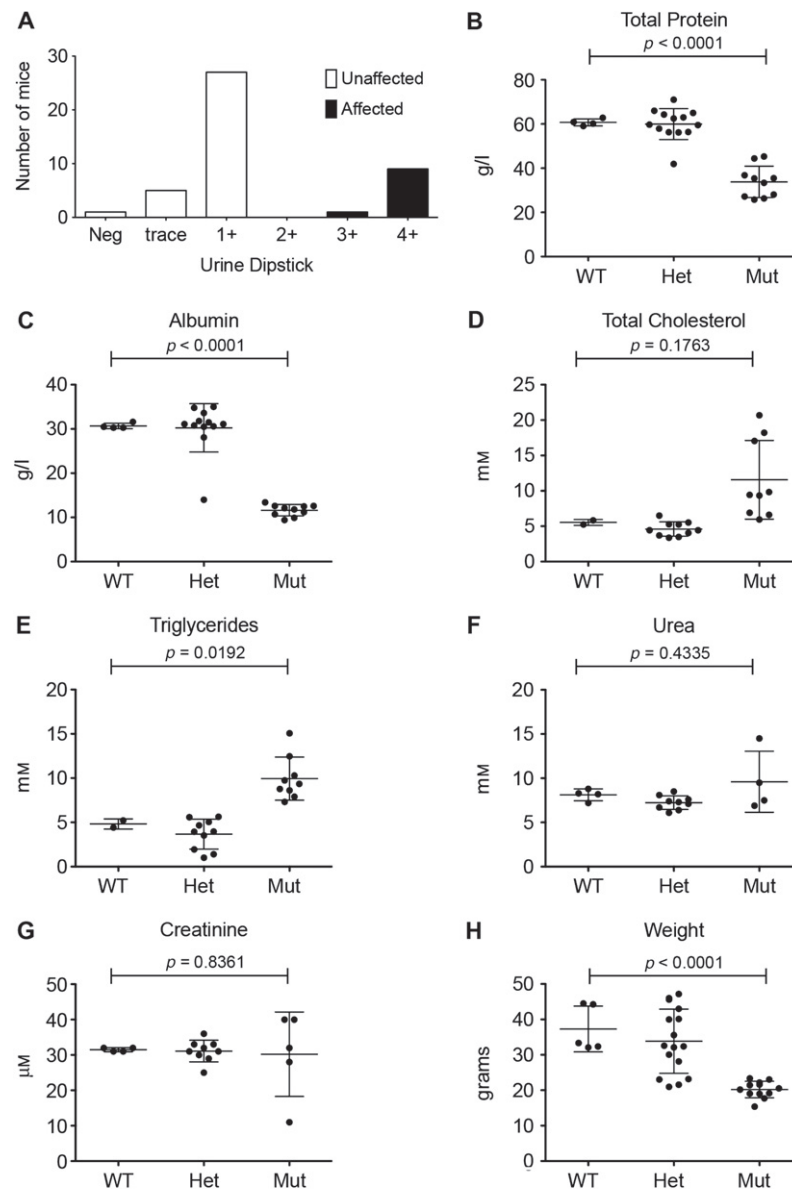 A
30
20
10
0
Number of mice
Unaffected
Affected
Neg trace 1+ 2+ 3+ 4+
Urine Dipstick
B
Total Protein
p < 0.0001
80
60
40
20
0
g/l
WT Het Mut
C
Albumin
p < 0.0001
40
30
20
10
0
g/l
WT Het Mut
D
Total Cholesterol
p = 0.1763
25
20
15
10
5
0
mM
WT Het Mut
E
Triglycerides
p = 0.0192
20
15
10
5
0
mM
WT Het Mut
F
Urea
p = 0.4335
20
15
10
5
0
mM
WT Het Mut
G
Creatinine
p = 0.8361
50
40
30
20
10
0
μM
WT Het Mut
H
Weight
p < 0.0001
50
40
30
20
10
0
grams
WT Het Mut